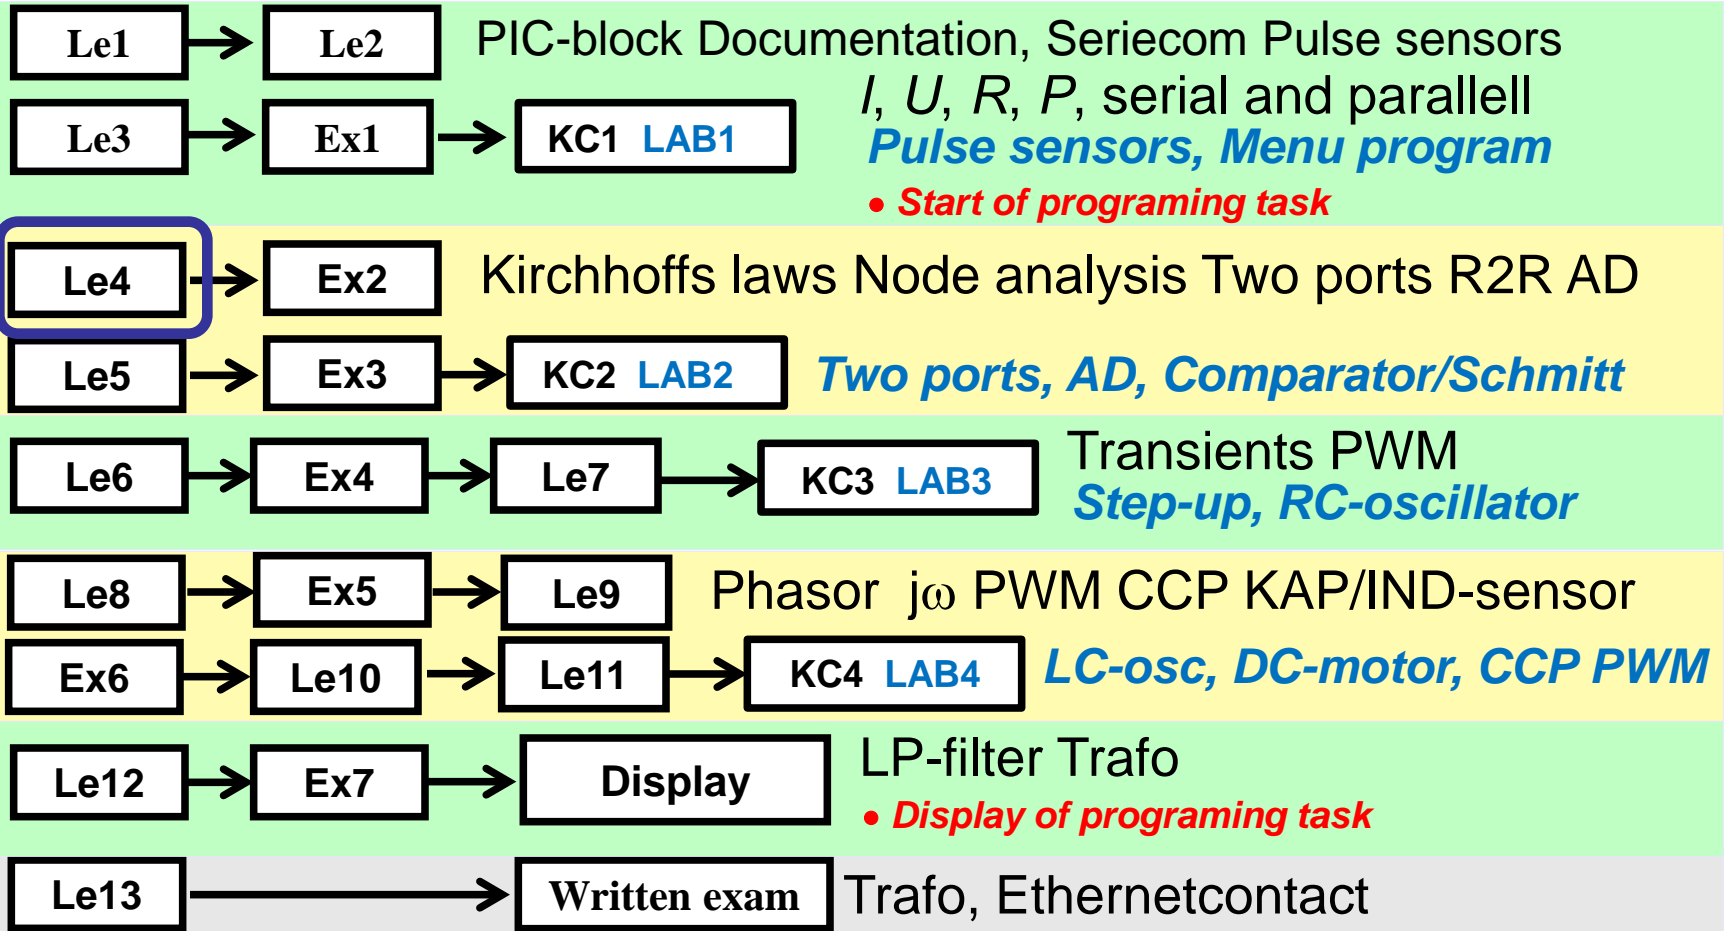 Le1 Le2 PIC-block Documentation, Seriecom Pulse sensors
I, U, R, P, serial and parallell
Le3 Ex1 KC1 LAB1 Pulse sensors, Menu program
• Start of programing task
Le4 Ex2 Kirchhoffs laws Node analysis Two ports R2R AD
Le5 Ex3 KC2 LAB2 Two ports, AD, Comparator/Schmitt
Le6 Ex4 Le7 KC3 LAB3 Transients PWM
Step-up, RC-oscillator
Le8 Ex5 Le9 Phasor jω PWM CCP KAP/IND-sensor
Ex6 Le10 Le11 KC4 LAB4 LC-osc, DC-motor, CCP PWM
Le12 Ex7 Display LP-filter Trafo
• Display of programing task
Le13 Written exam Trafo, Ethernetcontact